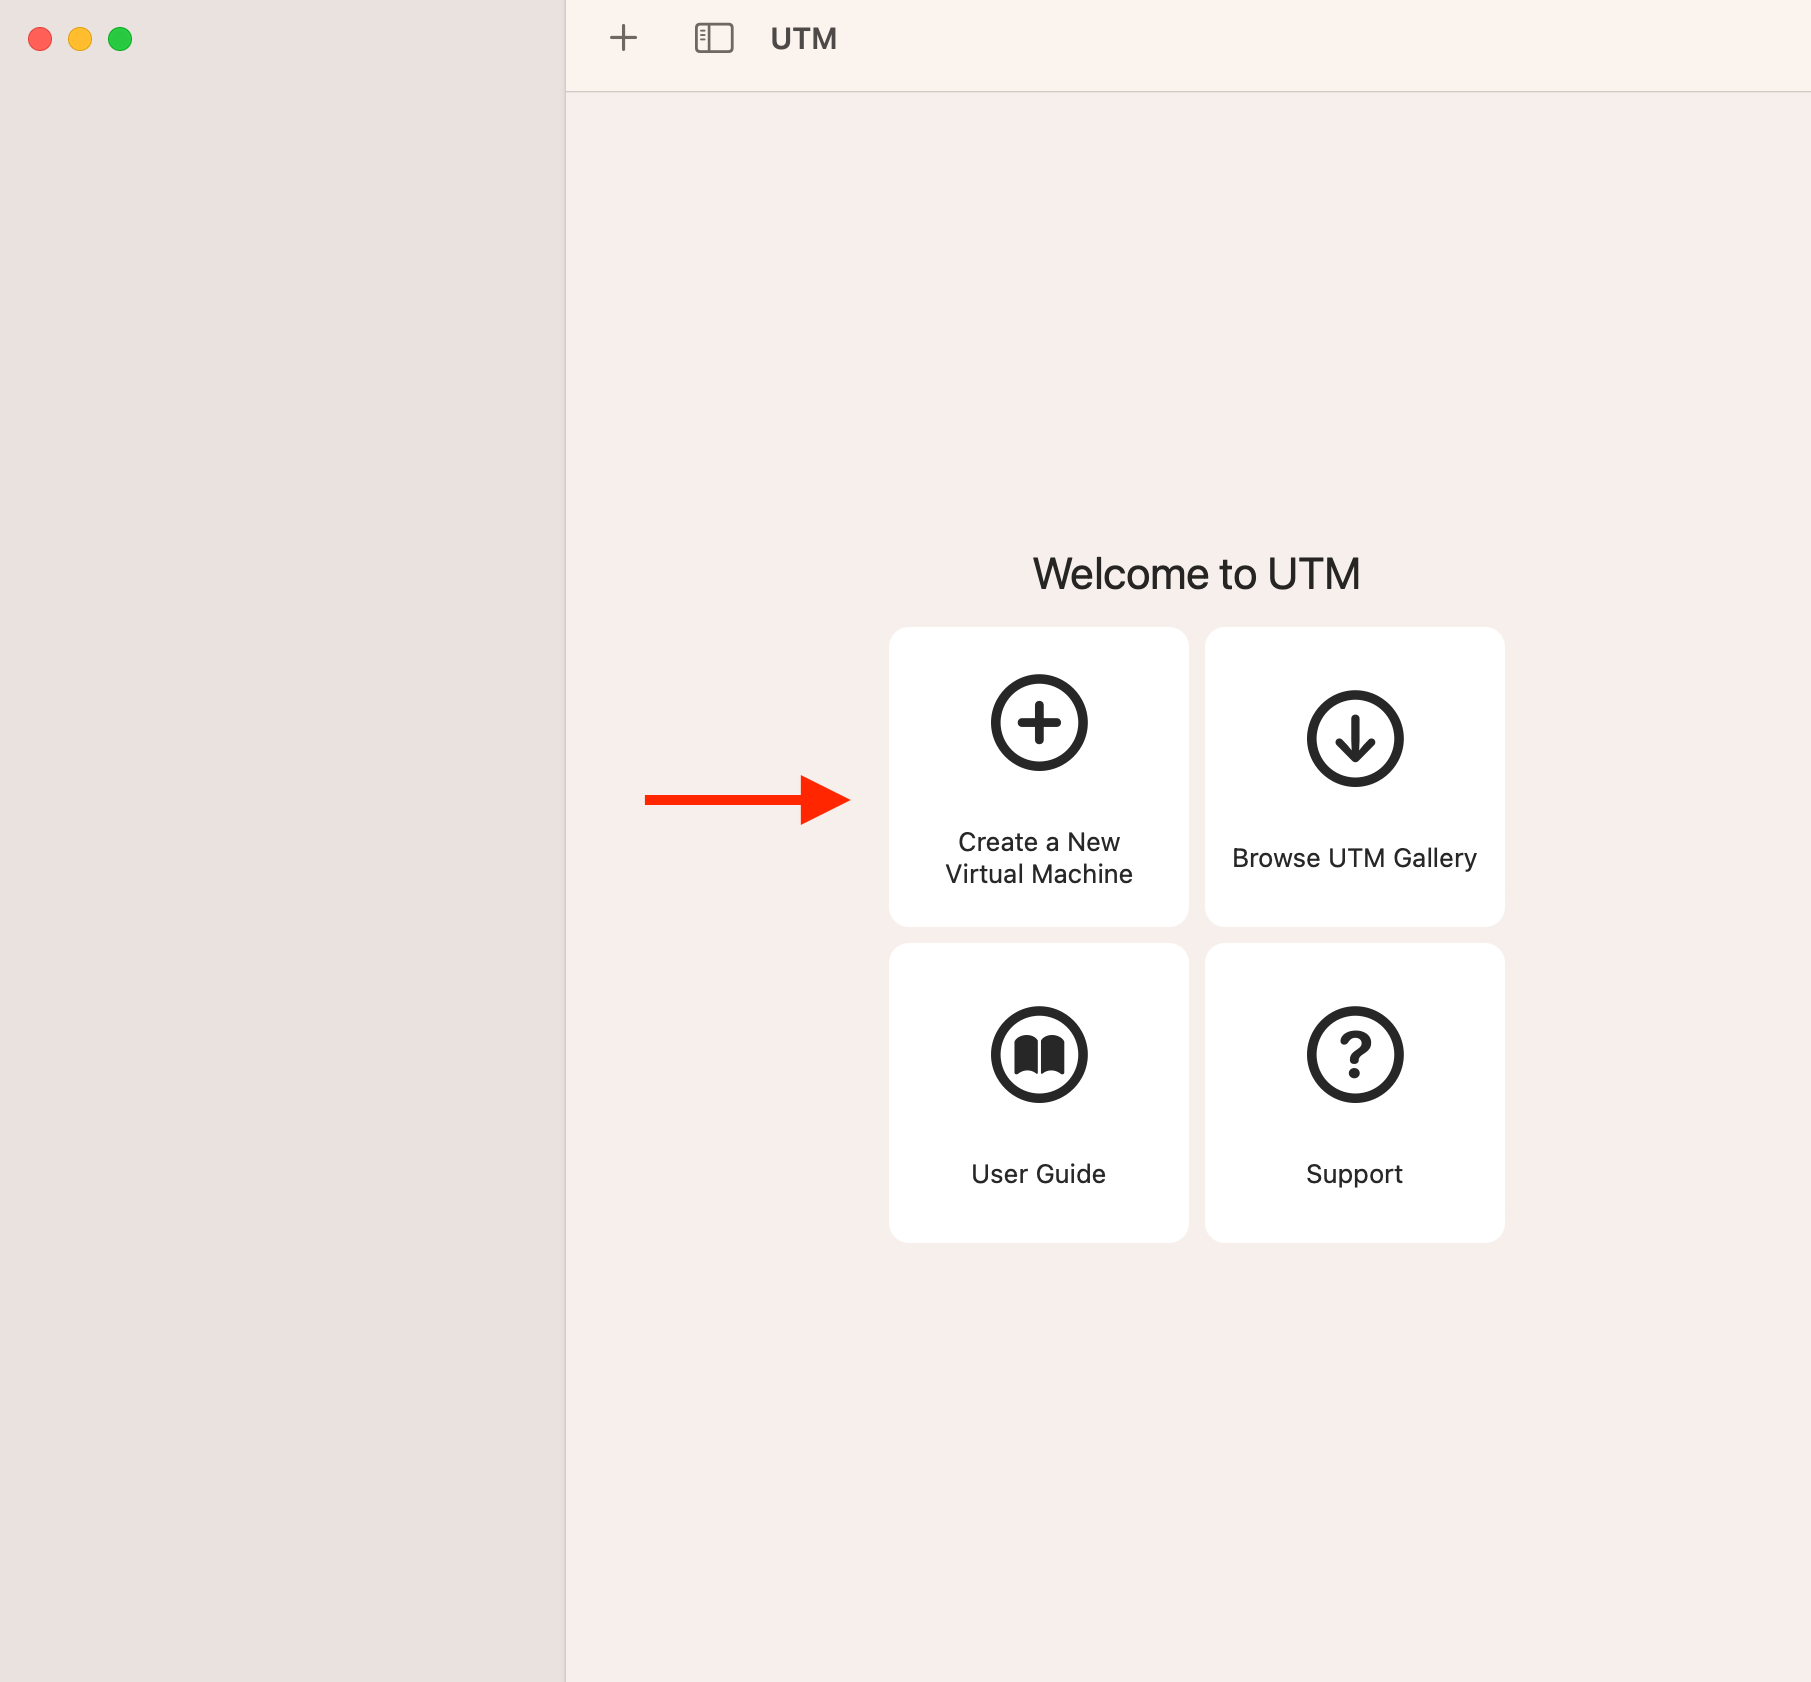 UTM
Welcome to UTM
Create a New
Virtual Machine
Browse UTM Gallery
User Guide
Support